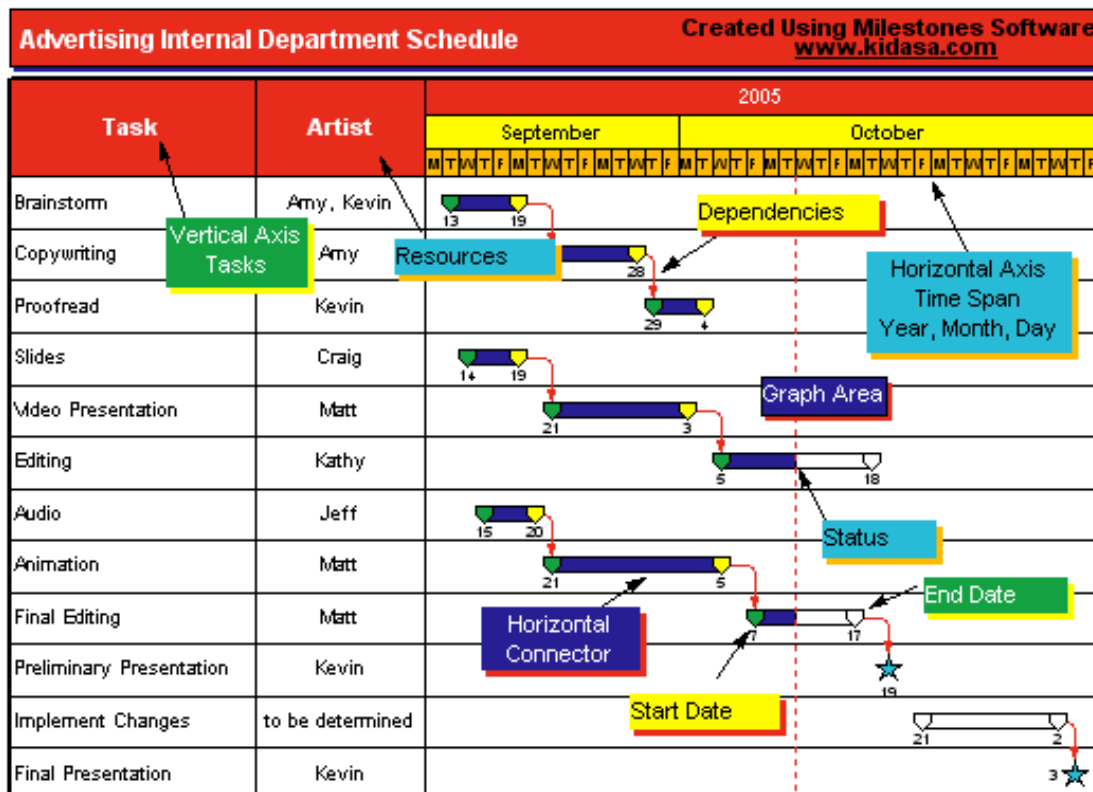 Advertising Internal Department Schedule
Created Using Milestones Software
www.kidasa.com
Task
Artist
2005
September
October
M T W T F M T W T F M T W T F M T W T F M T W T F M T W T F M T W T F M T W T F
Brainstorm
Amy, Kevin
13 19
Vertical Axis
Tasks
Dependencies
Copywriting
Amy
Resources
28
Horizontal Axis
Time Span
Year, Month, Day
Proofread
Kevin
29 4
Slides
Craig
14 19
Graph Area
Video Presentation
Matt
21 3
Editing
Kathy
5 18
Audio
Jeff
15 20
Status
Animation
Matt
21 5
End Date
Final Editing
Matt
Horizontal
Connector
7 17
Preliminary Presentation
Kevin
19
Start Date
Implement Changes
to be determined
21 2
Final Presentation
Kevin
3